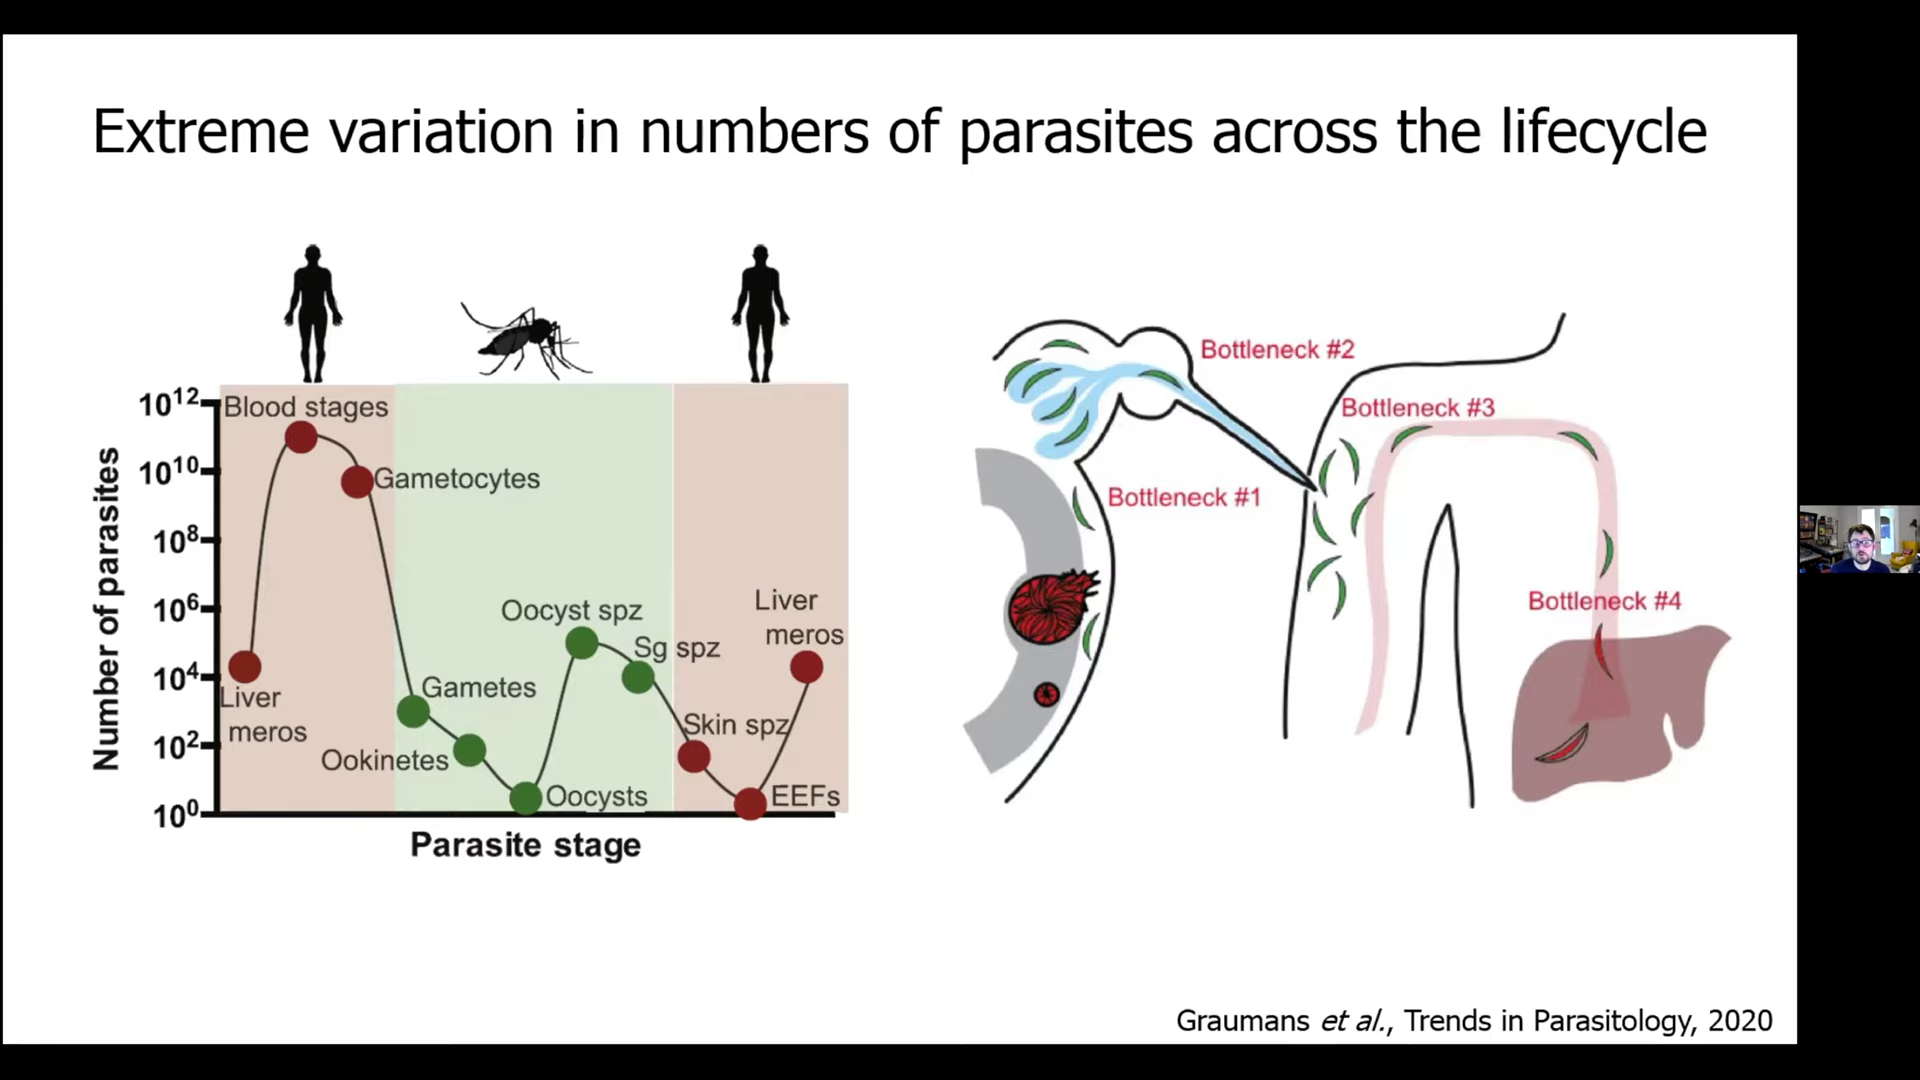 Extreme variation in numbers of parasites across the lifecycle
Number of parasites
10¹²
10¹⁰
10⁸
10⁶
10⁴
10²
10⁰
Blood stages
Gametocytes
Liver
meros
Gametes
Ookinetes
Oocysts
Oocyst spz
Sg spz
Skin spz
EEFs
Liver
meros
Parasite stage
Bottleneck #2
Bottleneck #3
Bottleneck #1
Bottleneck #4
Graumans et al., Trends in Parasitology, 2020